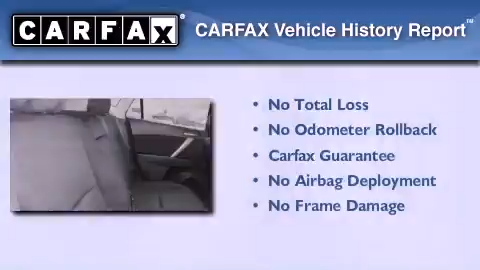 CARFAX® CARFAX Vehicle History Report™
• No Total Loss
• No Odometer Rollback
• Carfax Guarantee
• No Airbag Deployment
• No Frame Damage